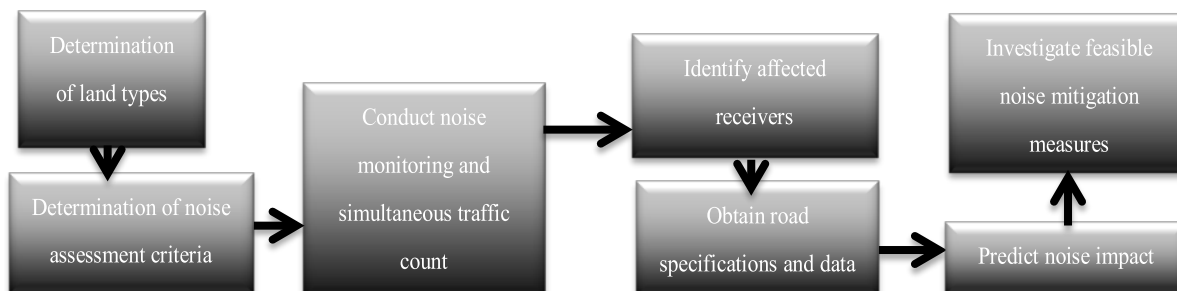 Determination
of land types
Determination of noise
assessment criteria
Conduct noise
monitoring and
simultaneous traffic
count
Identify affected
receivers
Obtain road
specifications and data
Predict noise impact
Investigate feasible
noise mitigation
measures